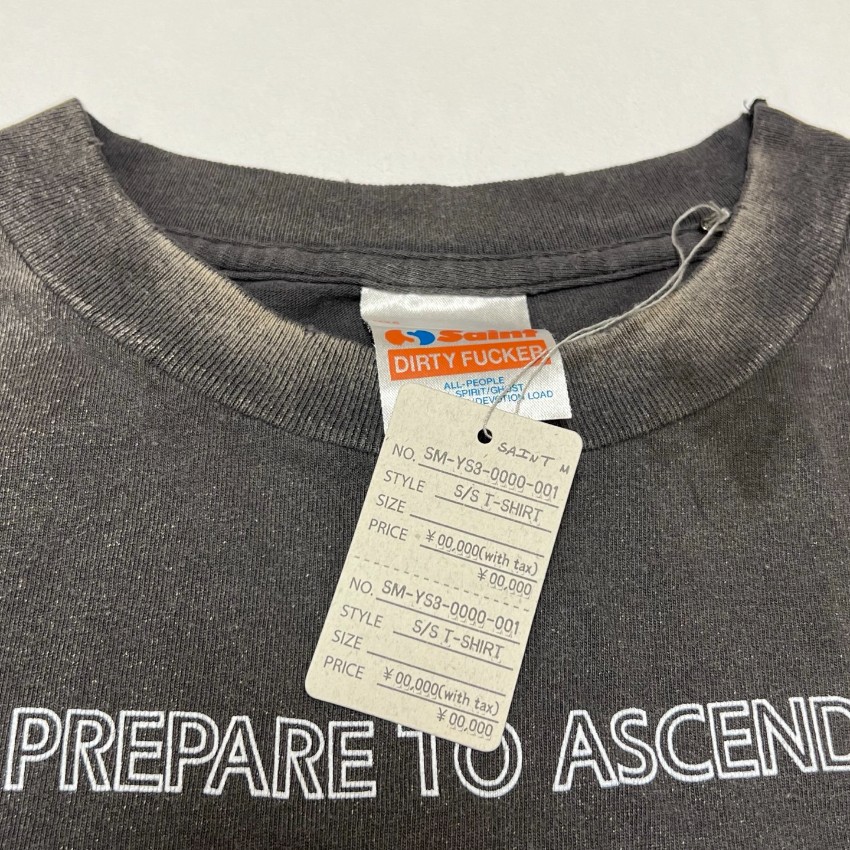 Saint
DIRTY FUCKER
ALL-PEOPLE
SPIRIT/GHOST
/DEVOTION LOAD
SAINT M
NO. SM-YS3-0000-001
STYLE S/S T-SHIRT
SIZE
PRICE ¥00,000(with tax)
¥00,000
NO. SM-YS3-0000-001
STYLE S/S T-SHIRT
SIZE
PRICE ¥00,000(with tax)
¥00,000
PREPARE TO ASCEND